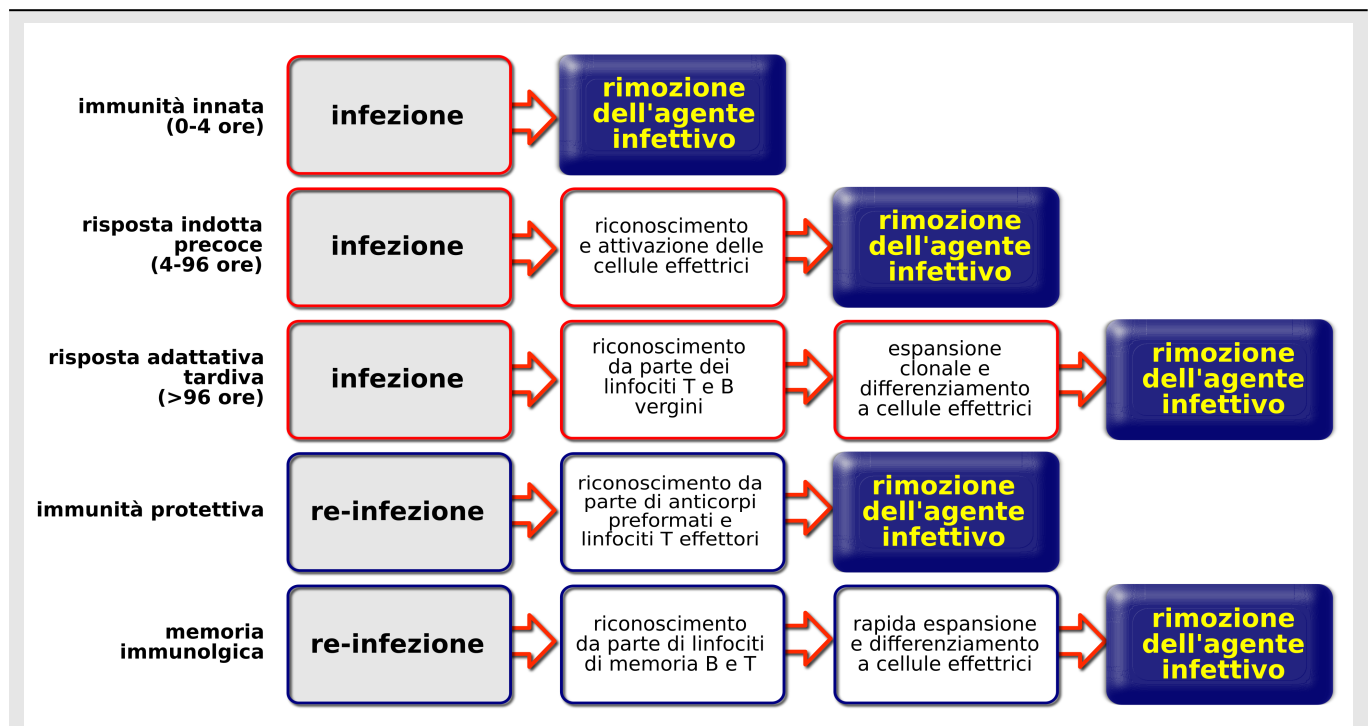 immunità innata
(0-4 ore)
infezione
rimozione
dell'agente
infettivo
risposta indotta
precoce
(4-96 ore)
infezione
riconoscimento
e attivazione delle
cellule effettrici
rimozione
dell'agente
infettivo
risposta adattativa
tardiva
(>96 ore)
infezione
riconoscimento
da parte dei
linfociti T e B
vergini
espansione
clonale e
differenziamento
a cellule effettrici
rimozione
dell'agente
infettivo
immunità protettiva
re-infezione
riconoscimento da
parte di anticorpi
preformati e
linfociti T effettori
rimozione
dell'agente
infettivo
memoria
immunolgica
re-infezione
riconoscimento
da parte di linfociti
di memoria B e T
rapida espansione
e differenziamento
a cellule effettrici
rimozione
dell'agente
infettivo